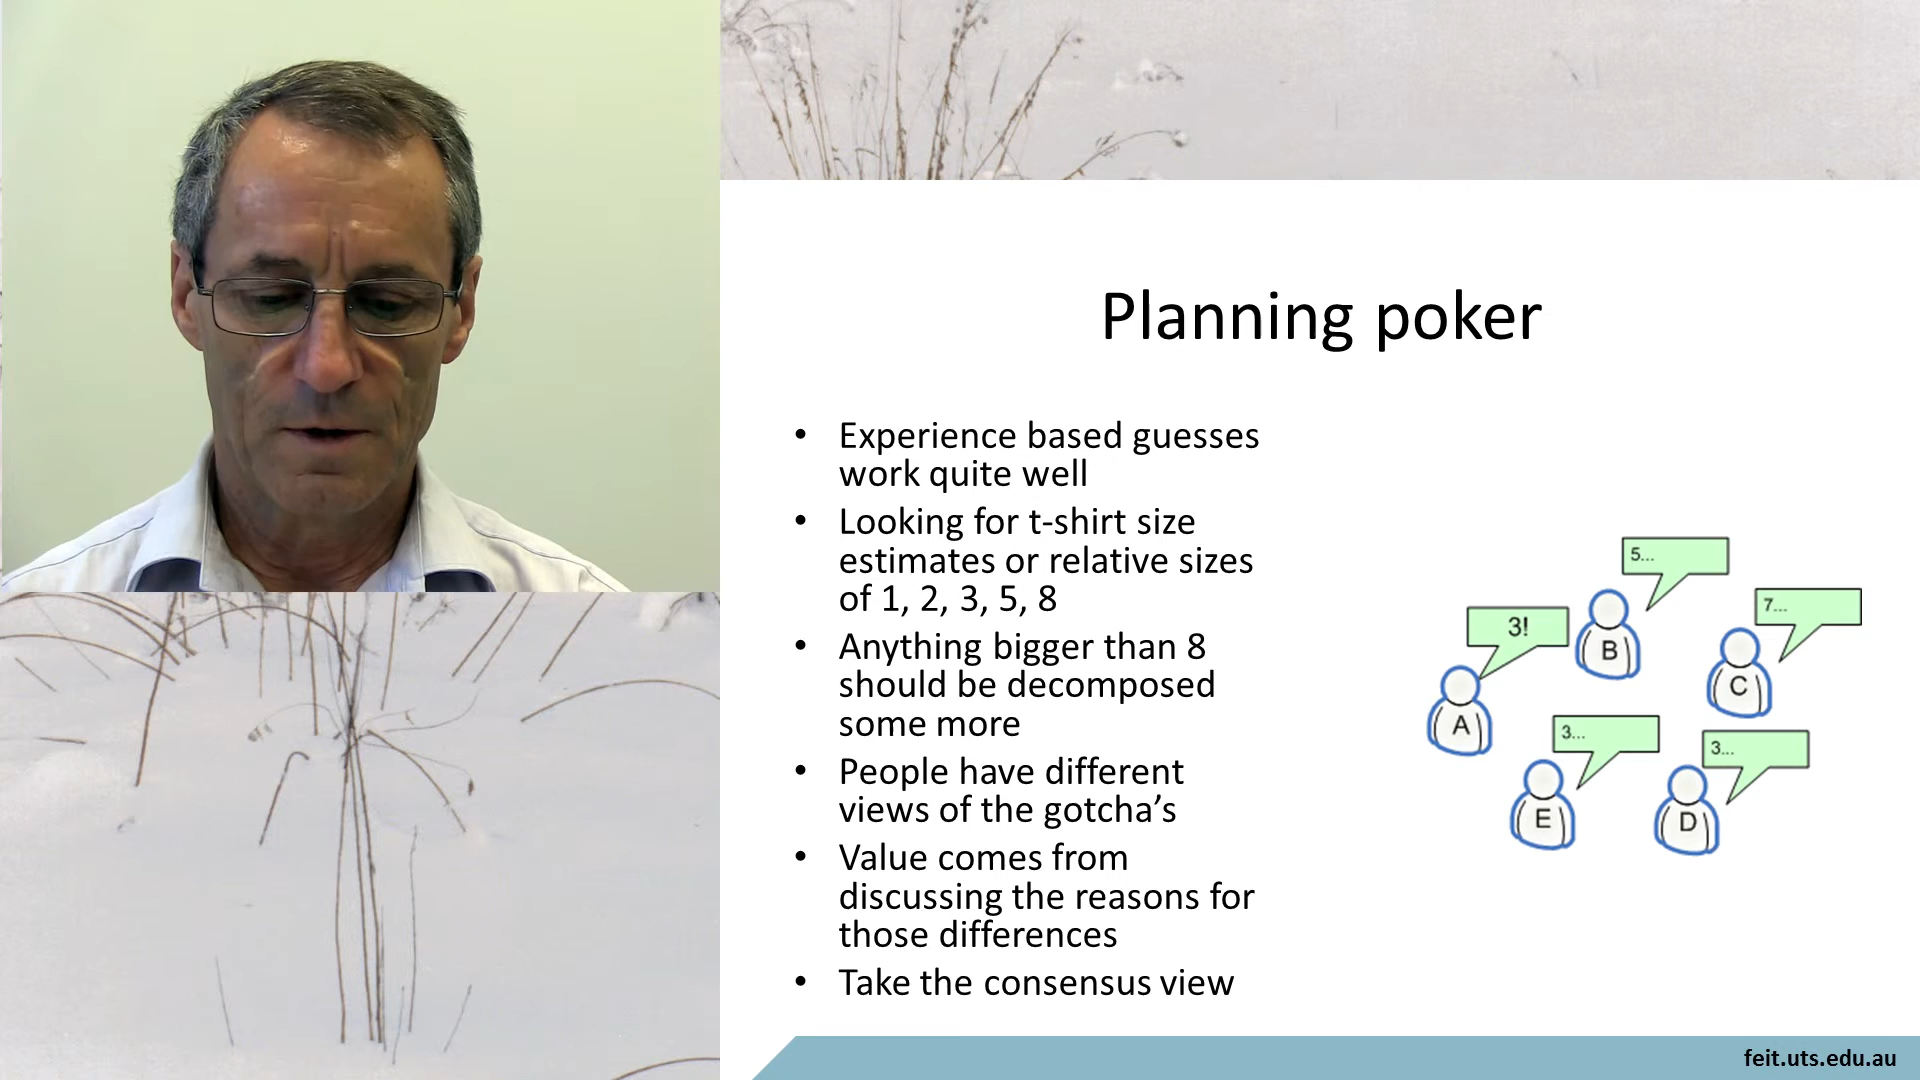 Planning poker
• Experience based guesses
work quite well
• Looking for t-shirt size
estimates or relative sizes
of 1, 2, 3, 5, 8
• Anything bigger than 8
should be decomposed
some more
• People have different
views of the gotcha’s
• Value comes from
discussing the reasons for
those differences
• Take the consensus view
5...
7...
3!
B
C
A
3...
3...
E
D
feit.uts.edu.au